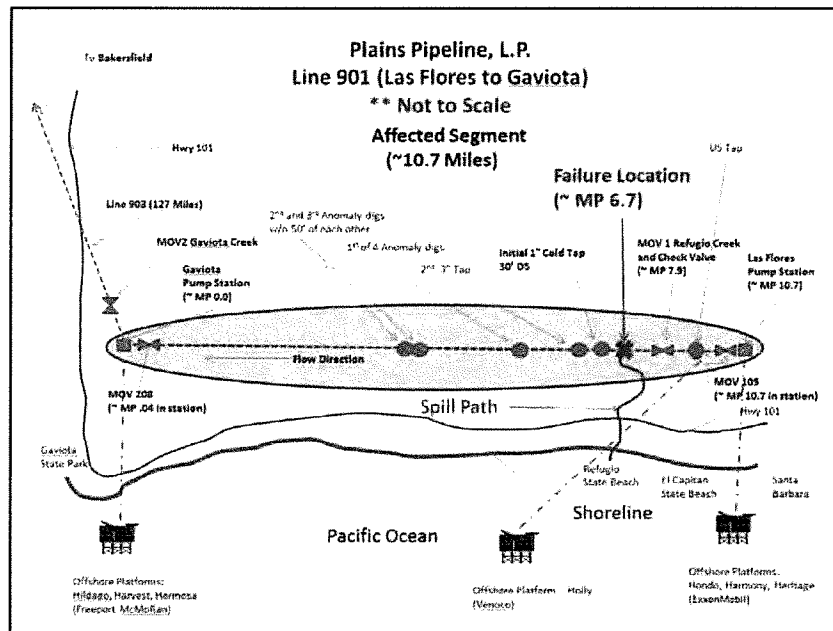 Plains Pipeline, L.P.
Line 901 (Las Flores to Gaviota)
** Not to Scale
Affected Segment
(~10.7 Miles)
To Bakersfield
Hwy 101
US Tap
Failure Location
(~ MP 6.7)
Line 903 (127 Miles)
2nd and 3rd Anomaly digs
w/n 50' of each other
MOV2 Gaviota Creek
1st of 4 Anomaly digs
Initial 1" Cold Tap
30' DS
MOV 1 Refugio Creek
and Check Valve
(~ MP 7.9)
Las Flores
Pump Station
(~ MP 10.7)
Gaviota
Pump Station
(~ MP 0.0)
2nd Tap
Flow Direction
MOV 208
(~ MP .04 in station)
MOV 105
(~ MP 10.7 in station)
Hwy 101
Spill Path
Gaviota
State Park
Refugio
State Beach
El Capitan
State Beach
Santa
Barbara
Shoreline
Pacific Ocean
Offshore Platforms:
Hildago, Harvest, Hermosa
(Freeport McMoRan)
Offshore Platform Holly
(Venoco)
Offshore Platforms:
Hondo, Harmony, Heritage
(ExxonMobil)